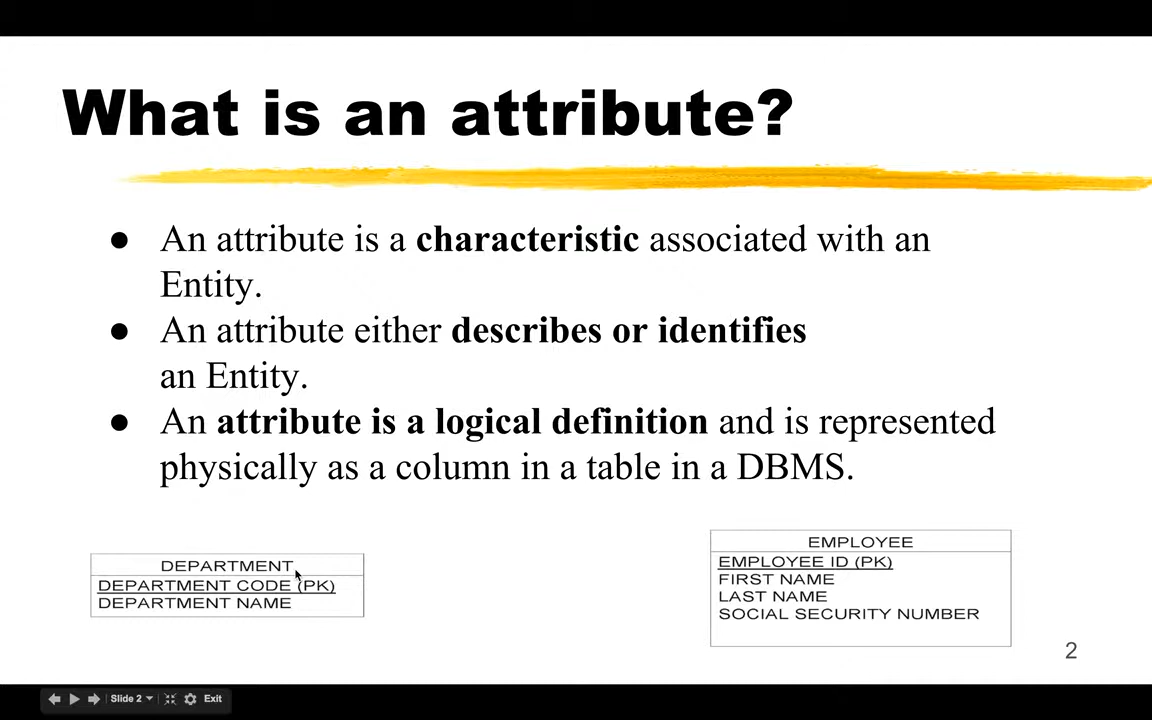 What is an attribute?
● An attribute is a characteristic associated with an
Entity.
● An attribute either describes or identifies
an Entity.
● An attribute is a logical definition and is represented
physically as a column in a table in a DBMS.
DEPARTMENT
DEPARTMENT CODE (PK)
DEPARTMENT NAME
EMPLOYEE
EMPLOYEE ID (PK)
FIRST NAME
LAST NAME
SOCIAL SECURITY NUMBER
2
Slide 2
Exit